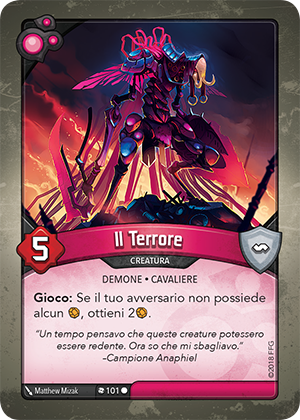 Il Terrore
CREATURA
5
DEMONE • CAVALIERE
Gioco: Se il tuo avversario non possiede
alcun , ottieni 2.
“Un tempo pensavo che queste creature potessero
essere redente. Ora so che mi sbagliavo.”
–Campione Anaphiel
Matthew Mizak
101
©2018 FFG